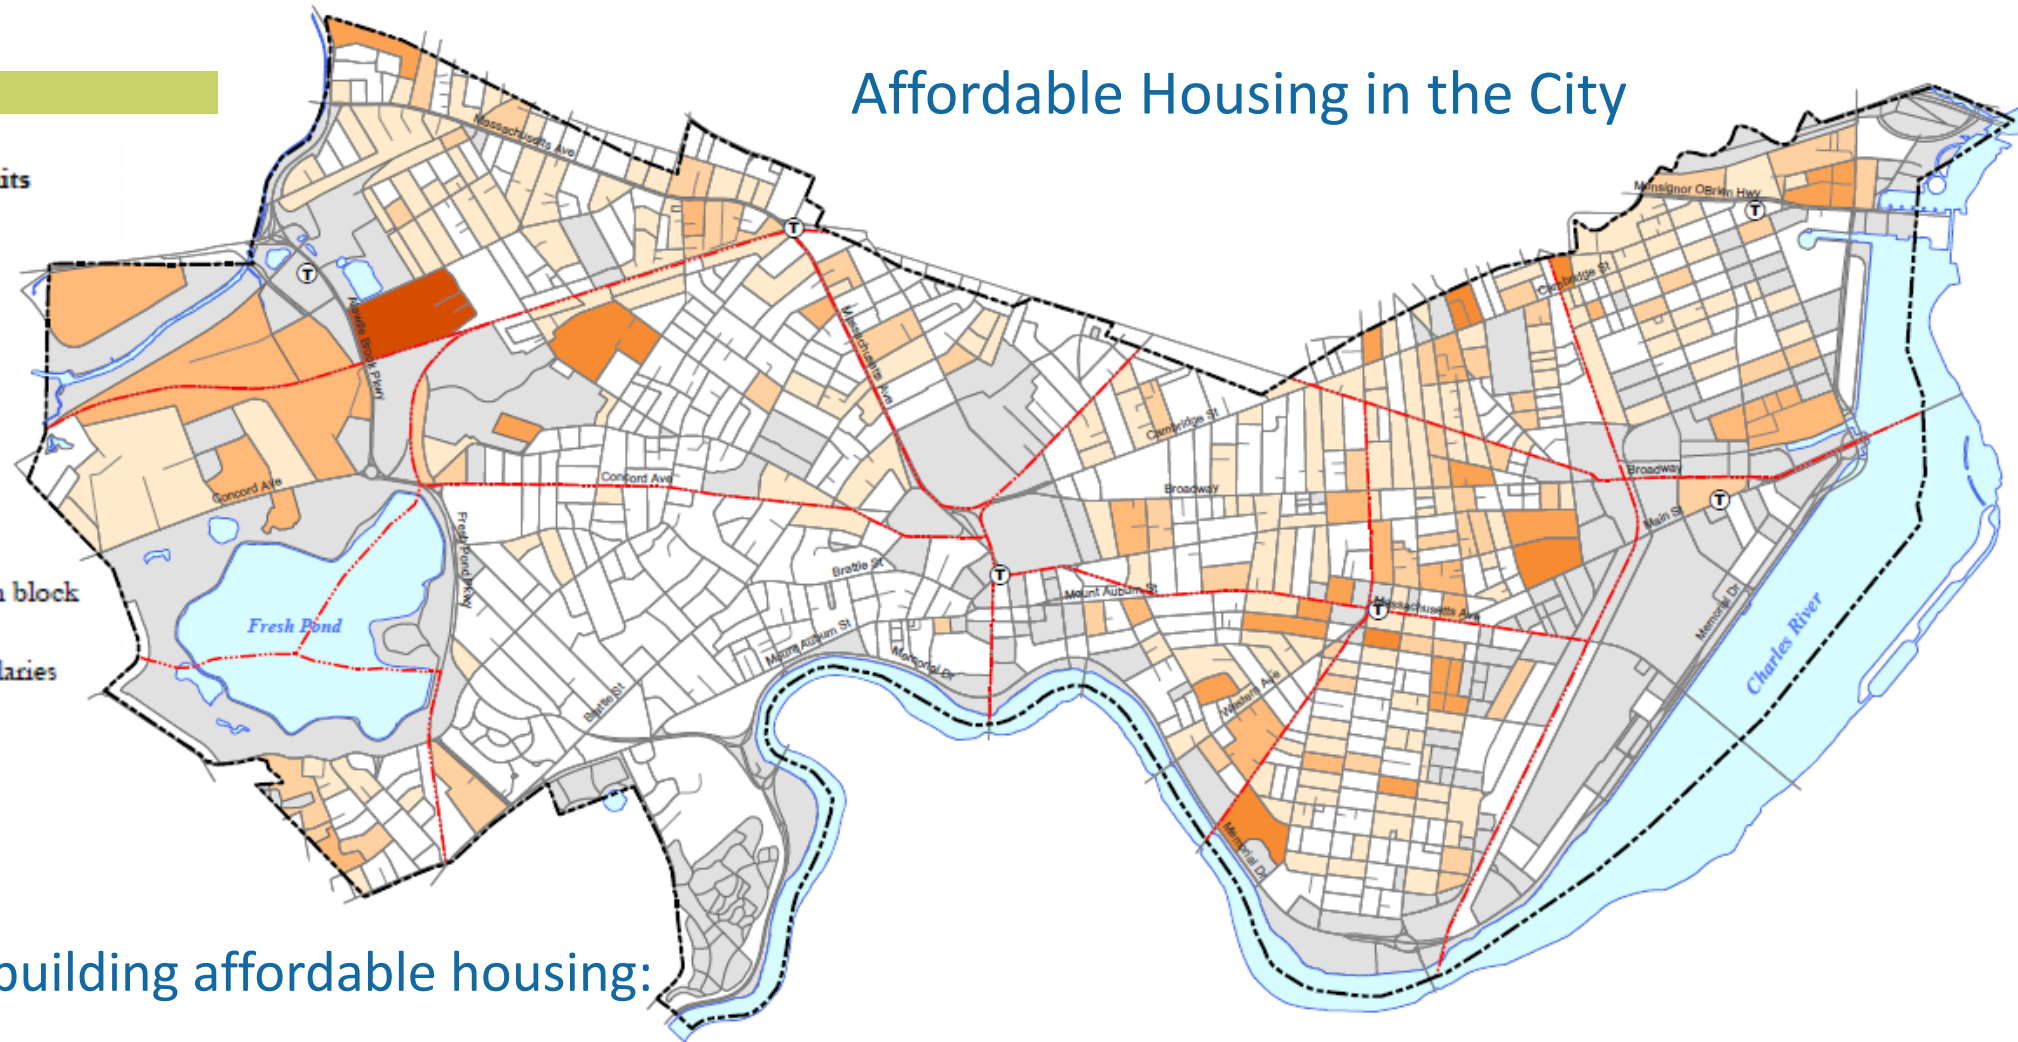 Affordable Housing in the City
its
Massachusetts Ave
Monsignor OBrien Hwy
T
T
T
Cambridge St
Alewife Brook Pkwy
Massachusetts Ave
Cambridge St
Concord Ave
Concord Ave
Broadway
Broadway
T
Main St
Fresh Pond Pkwy
Brattle St
T
Mount Auburn St
T
Massachusetts Ave
block
Fresh Pond
Memorial Dr
Charles River
Mount Auburn St
Memorial Dr
laries
Western Ave
Brattle St
Memorial Dr
building affordable housing: